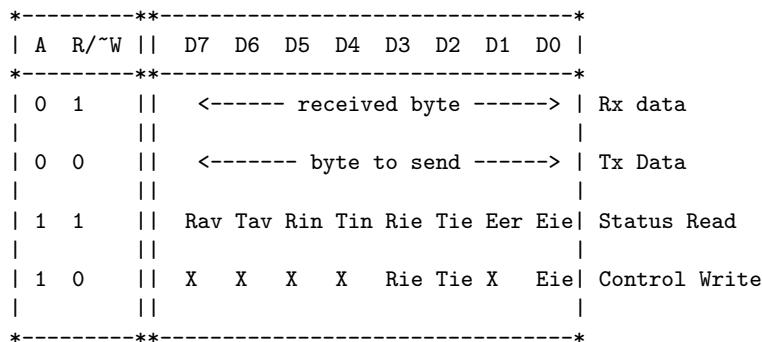 *---------**---------------------------------*
| A  R/~W ||  D7  D6  D5  D4  D3  D2  D1  D0 |
*---------**---------------------------------*
| 0  1    ||   <------ received byte ------> | Rx data
|         ||                                 |
| 0  0    ||   <------- byte to send ------> | Tx Data
|         ||                                 |
| 1  1    ||  Rav Tav Rin Tin Rie Tie Eer Eie| Status Read
|         ||                                 |
| 1  0    ||  X   X   X   X   Rie Tie X   Eie| Control Write
|         ||                                 |
*---------**---------------------------------*